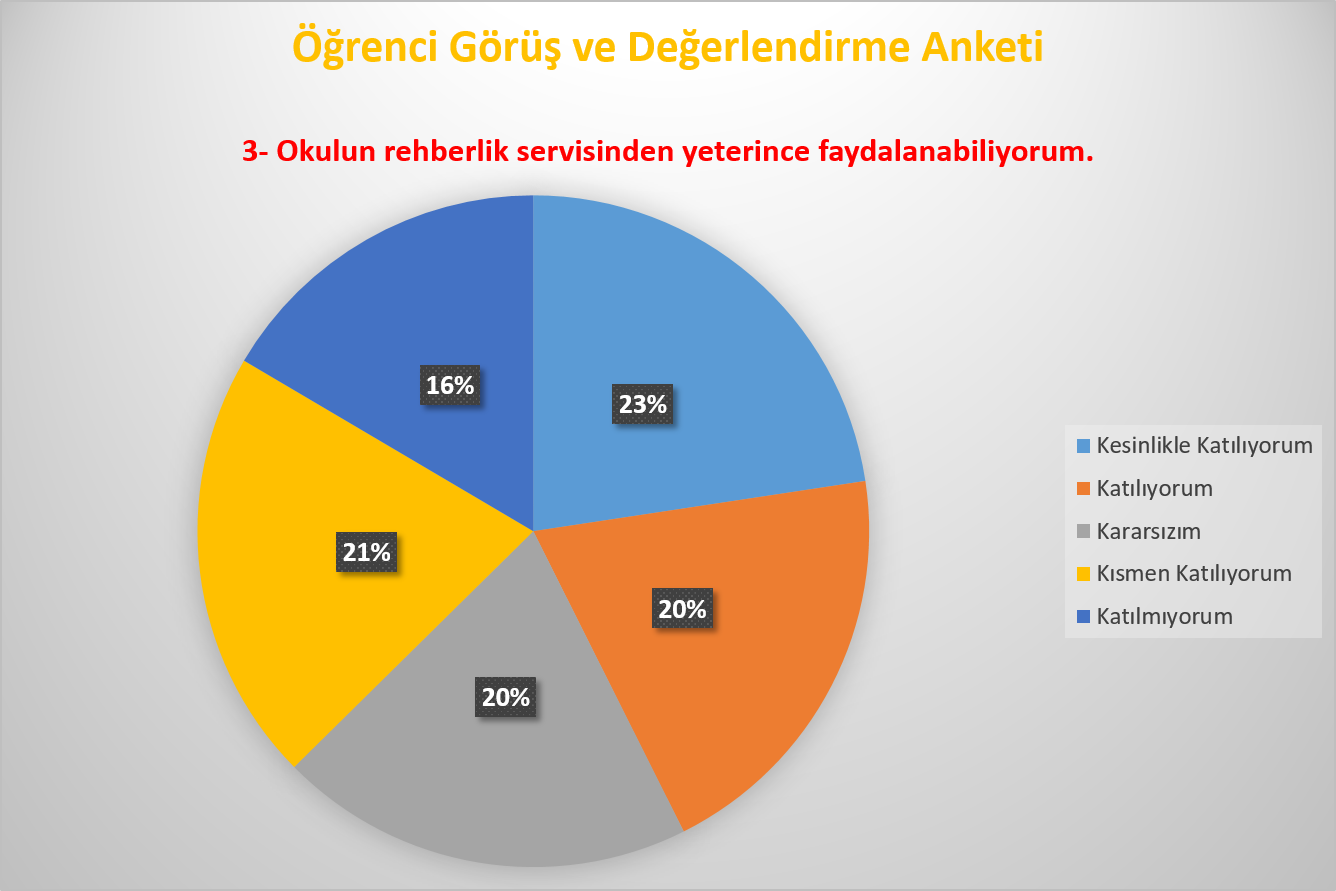 Öğrenci Görüş ve Değerlendirme Anketi
3- Okulun rehberlik servisinden yeterince faydalanabiliyorum.
16%
23%
21%
20%
20%
Kesinlikle Katılıyorum
Katılıyorum
Kararsızım
Kısmen Katılıyorum
Katılmıyorum